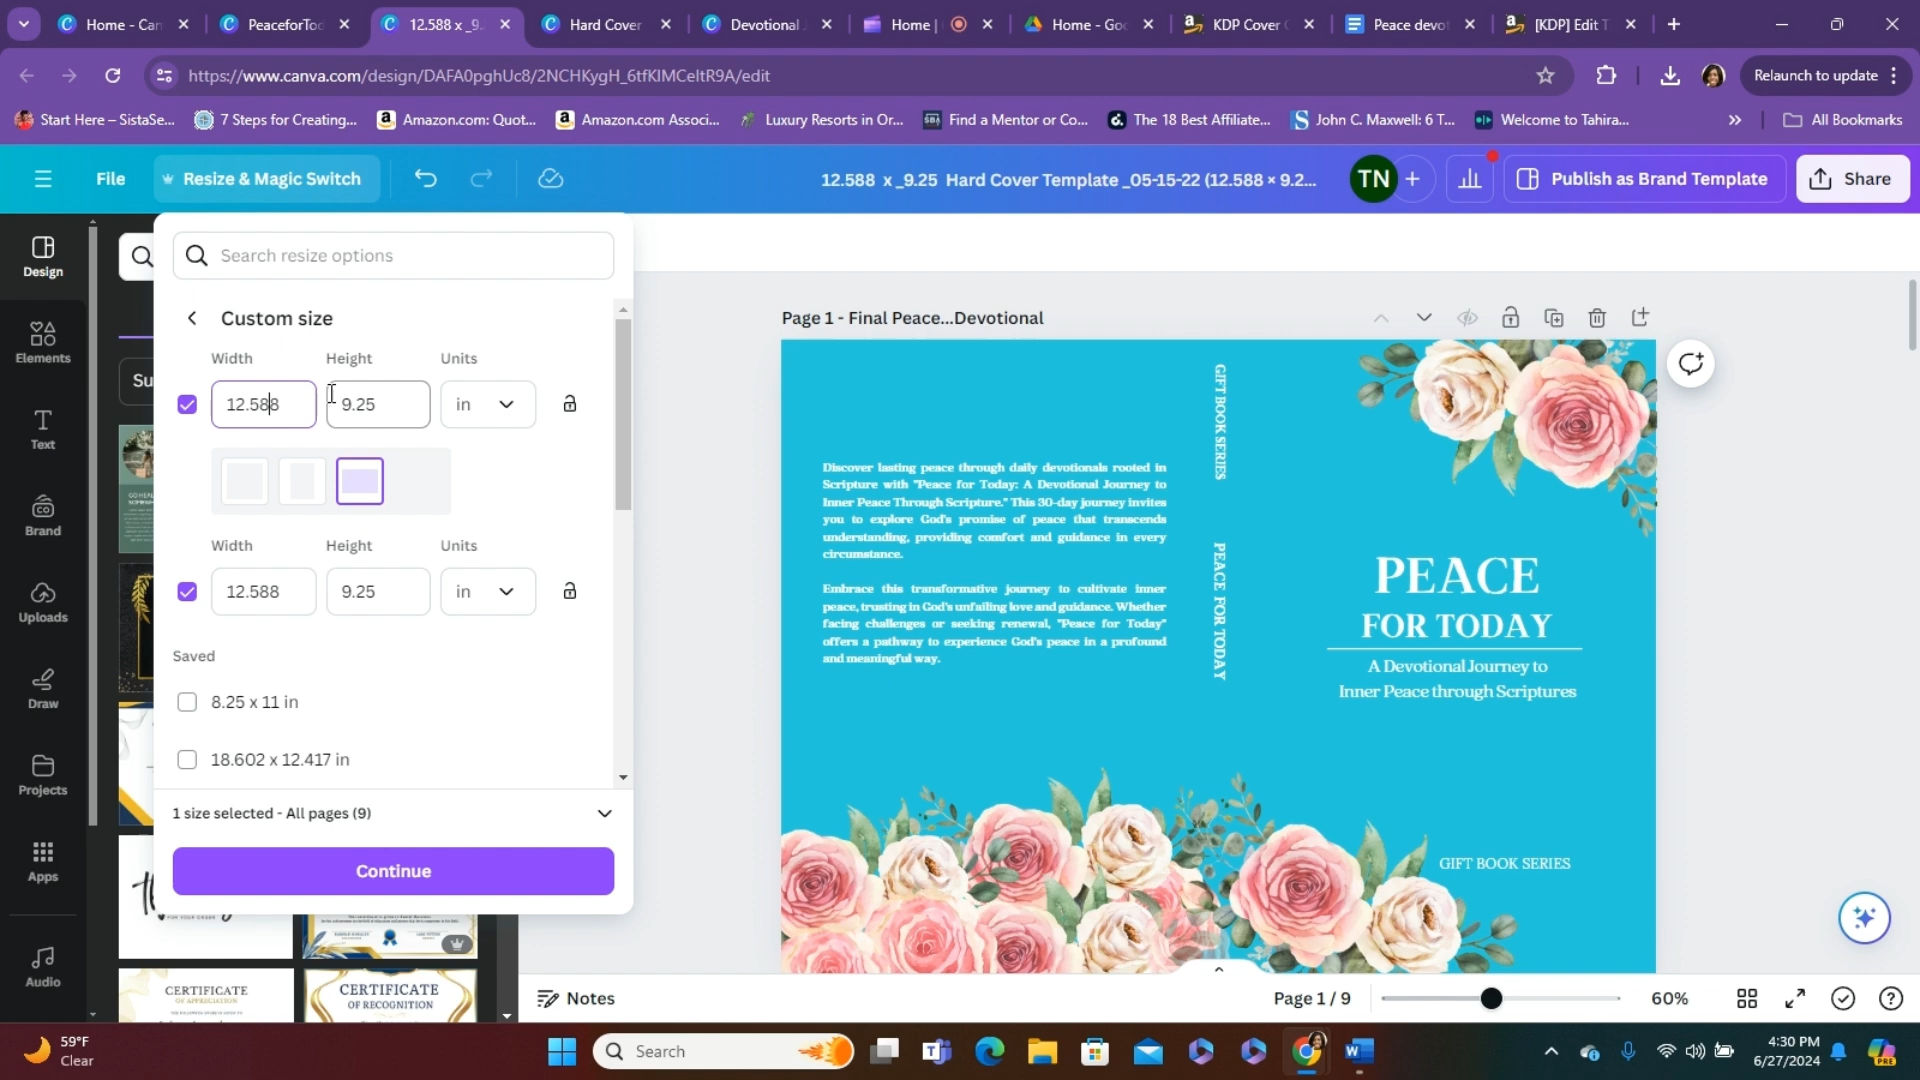 Home - Can
PeaceforTod
12.588 x _9.
Hard Cover
Devotional
Home |
Home - Goo
KDP Cover C
Peace devot
[KDP] Edit T
https://www.canva.com/design/DAFA0pghUc8/2NCHKygH_6tfKIMCeltR9A/edit
Relaunch to update
Start Here – SistaSe...
7 Steps for Creating...
Amazon.com: Quot...
Amazon.com Associ...
Luxury Resorts in Or...
Find a Mentor or Co...
The 18 Best Affiliate...
John C. Maxwell: 6 T...
Welcome to Tahira...
All Bookmarks
File
Resize & Magic Switch
12.588 x _9.25 Hard Cover Template _05-15-22 (12.588 × 9.2...
TN
Publish as Brand Template
Share
Design
Elements
Text
Brand
Uploads
Draw
Projects
Apps
Audio
Su
Search resize options
Custom size
Width
Height
Units
12.588
9.25
in
Width
Height
Units
12.588
9.25
in
Saved
8.25 x 11 in
18.602 x 12.417 in
1 size selected - All pages (9)
Continue
CERTIFICATE
OF APPRECIATION
CERTIFICATE
OF RECOGNITION
Page 1 - Final Peace...Devotional
Discover lasting peace through daily devotionals rooted in
Scripture with "Peace for Today: A Devotional Journey to
Inner Peace Through Scripture." This 30-day journey invites
you to explore God's promise of peace that transcends
understanding, providing comfort and guidance in every
circumstance.
Embrace this transformative journey to cultivate inner
peace, trusting in God's unfailing love and guidance. Whether
facing challenges or seeking renewal, "Peace for Today"
offers a pathway to experience God's peace in a profound
and meaningful way.
GIFT BOOK SERIES
PEACE FOR TODAY
PEACE
FOR TODAY
A Devotional Journey to
Inner Peace through Scriptures
GIFT BOOK SERIES
Notes
Page 1 / 9
60%
59°F
Clear
Search
4:30 PM
6/27/2024